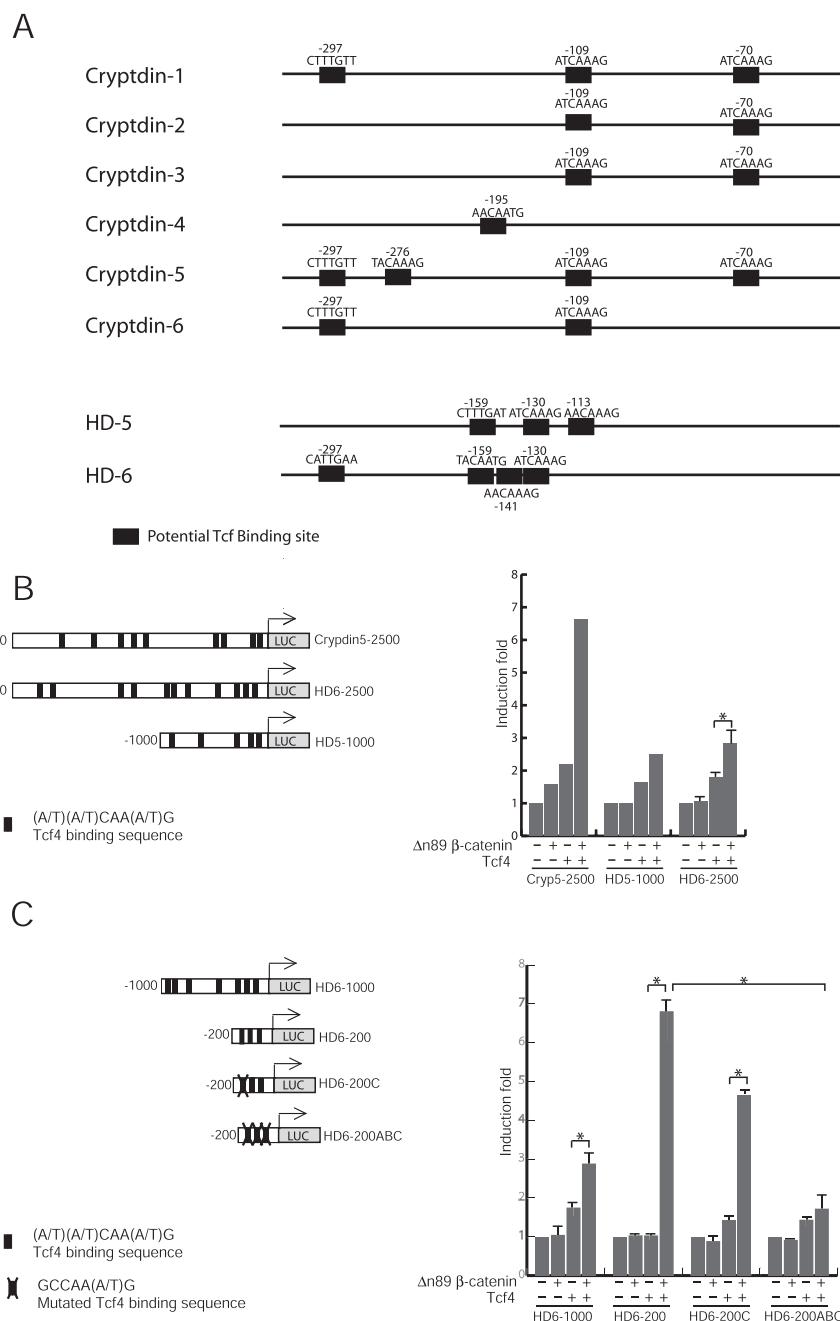 A
Cryptdin-1
-297
CTTTGTT
-109
ATCAAAG
-70
ATCAAAG
Cryptdin-2
-109
ATCAAAG
-70
ATCAAAG
Cryptdin-3
-109
ATCAAAG
-70
ATCAAAG
Cryptdin-4
-195
AACAATG
Cryptdin-5
-297
CTTTGTT
-276
TACAAAG
-109
ATCAAAG
-70
ATCAAAG
Cryptdin-6
-297
CTTTGTT
-109
ATCAAAG
HD-5
-159
CTTTGAT
-130
ATCAAAG
-113
AACAAAG
HD-6
-297
CATTGAA
-159
TACAATG
-130
ATCAAAG
AACAAAG
-141
Potential Tcf Binding site
B
0
LUC
Crypdin5-2500
0
LUC
HD6-2500
-1000
LUC
HD5-1000
(A/T)(A/T)CAA(A/T)G
Tcf4 binding sequence
Induction fold
8
7
6
5
4
3
2
1
0
*
Δn89 β-catenin - + - + - + - + - + - +
Tcf4 - - + + - - + + - - + +
Cryp5-2500 HD5-1000 HD6-2500
C
-1000
LUC
HD6-1000
-200
LUC
HD6-200
-200
LUC
HD6-200C
-200
LUC
HD6-200ABC
(A/T)(A/T)CAA(A/T)G
Tcf4 binding sequence
GCCAA(A/T)G
Mutated Tcf4 binding sequence
Induction fold
8
7
6
5
4
3
2
1
0
*
*
*
*
Δn89 β-catenin - + - + - + - + - + - + - + - +
Tcf4 - - + + - - + + - - + + - - + +
HD6-1000 HD6-200 HD6-200C HD6-200ABC